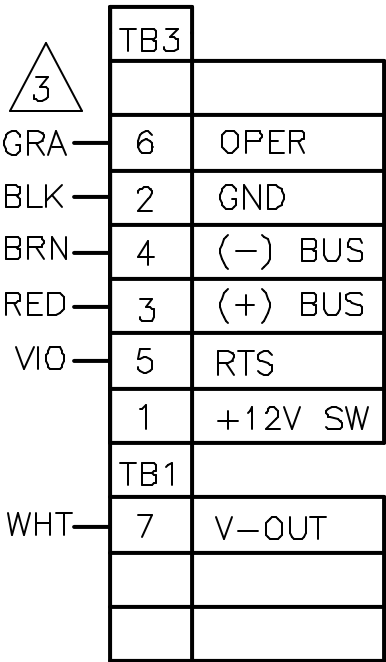 TB3
3
GRA 6 OPER
BLK 2 GND
BRN 4 (-) BUS
RED 3 (+) BUS
VIO 5 RTS
1 +12V SW
TB1
WHT 7 V-OUT